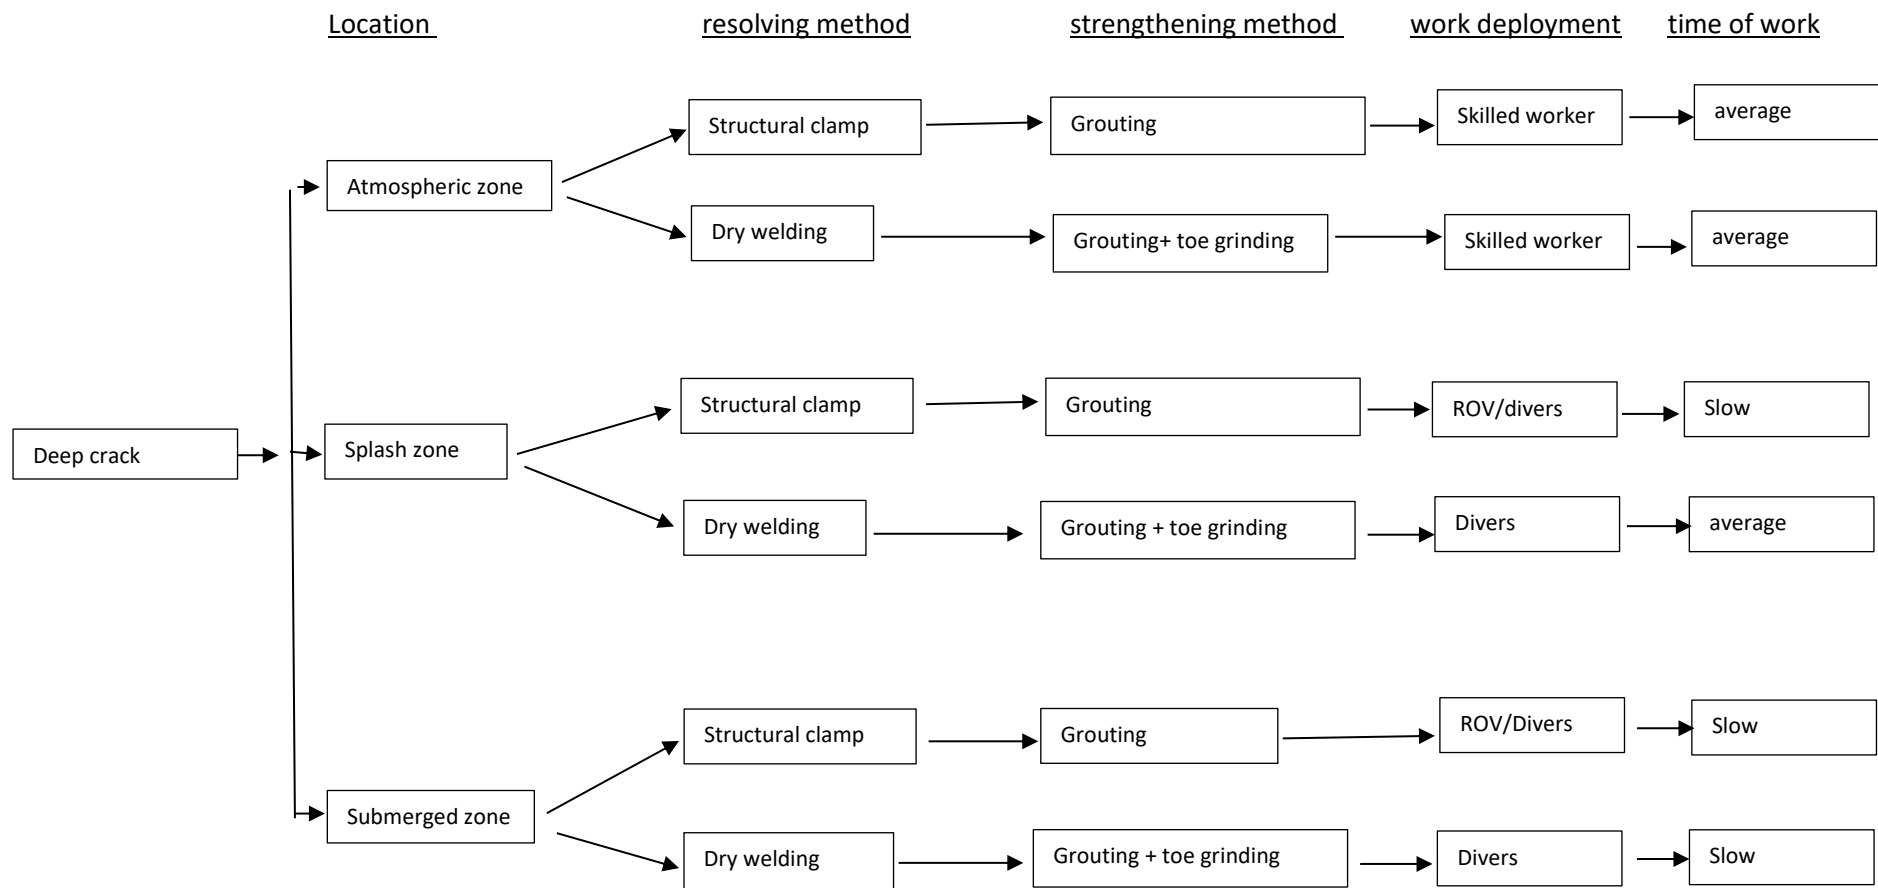 Location
resolving method
strengthening method
work deployment
time of work
Structural clamp
Grouting
Skilled worker
average
Atmospheric zone
Dry welding
Grouting+ toe grinding
Skilled worker
average
Structural clamp
Grouting
ROV/divers
Slow
Deep crack
Splash zone
Dry welding
Grouting + toe grinding
Divers
average
Structural clamp
Grouting
ROV/Divers
Slow
Submerged zone
Dry welding
Grouting + toe grinding
Divers
Slow